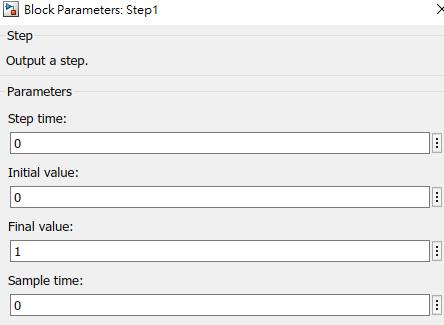 Block Parameters: Step1
Step
Output a step.
Parameters
Step time:
0
Initial value:
0
Final value:
1
Sample time:
0